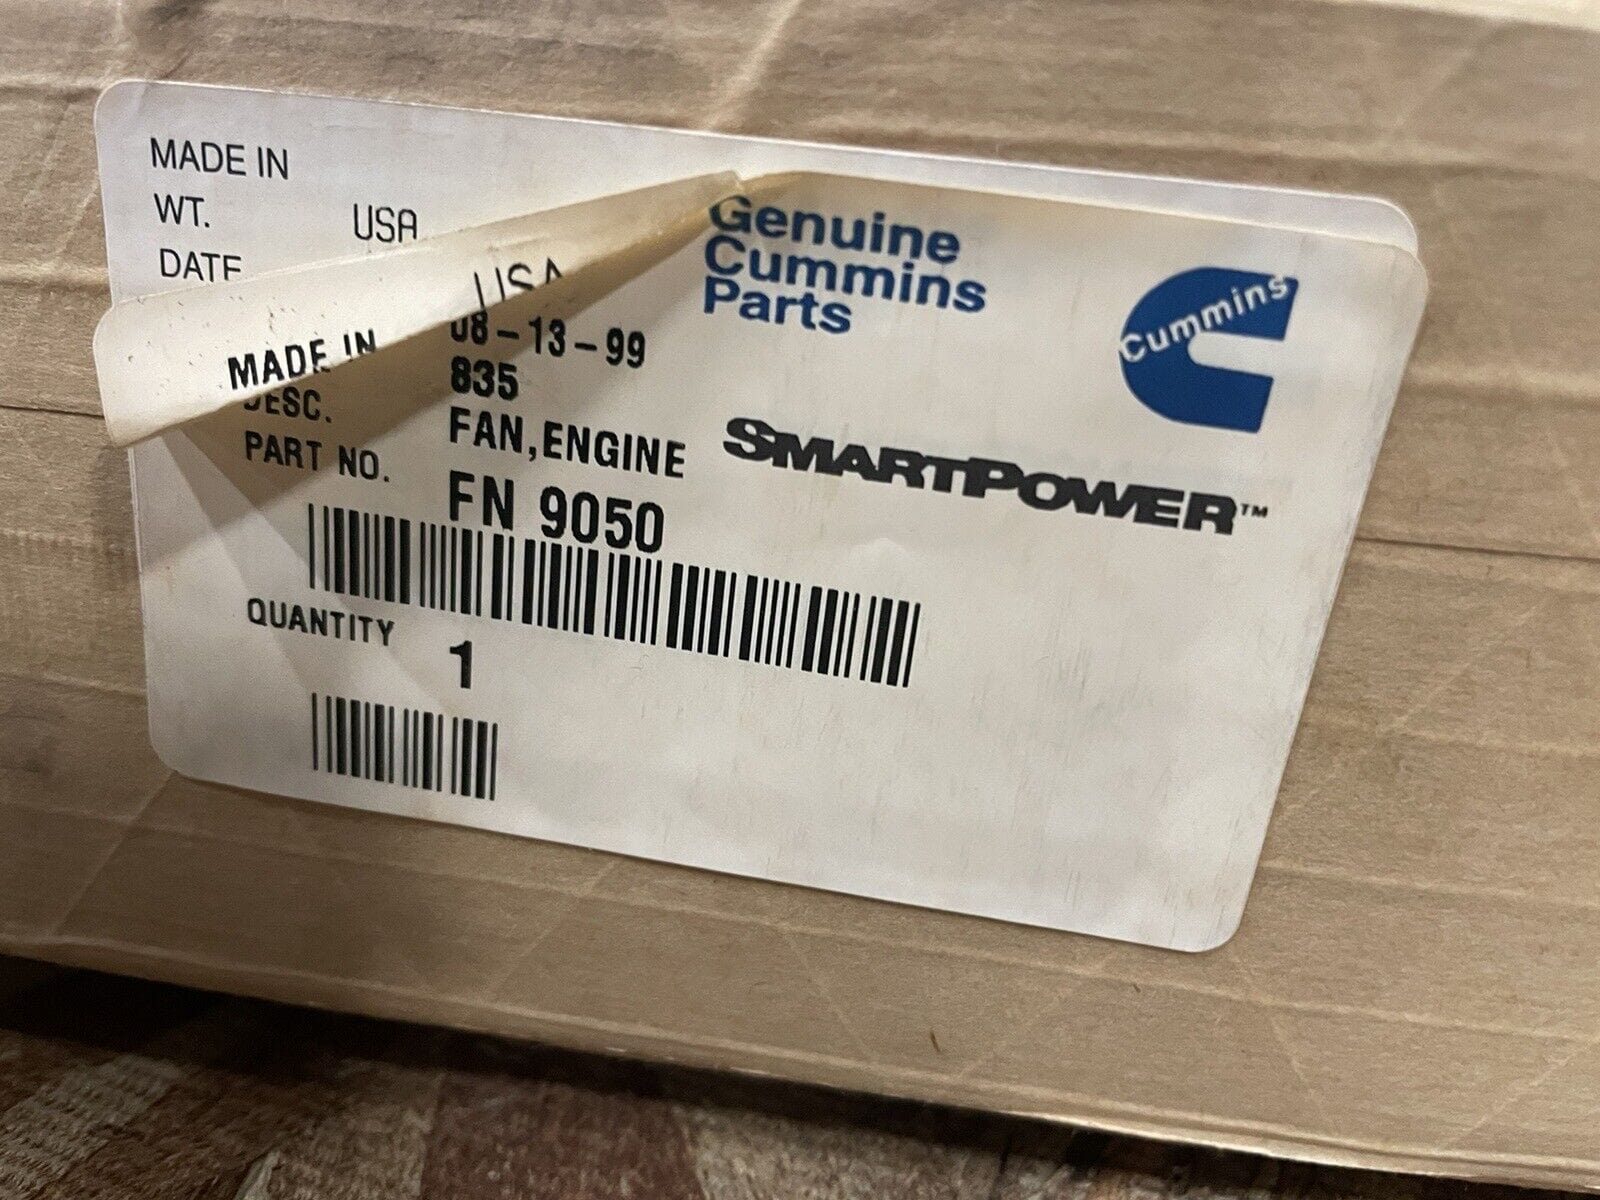 MADE IN
WT. USA
DATE
MADE IN USA
08-13-99
835
DESC. FAN,ENGINE
PART NO. FN 9050
QUANTITY 1
Genuine
Cummins
Parts
Cummins
SMARTPOWER™